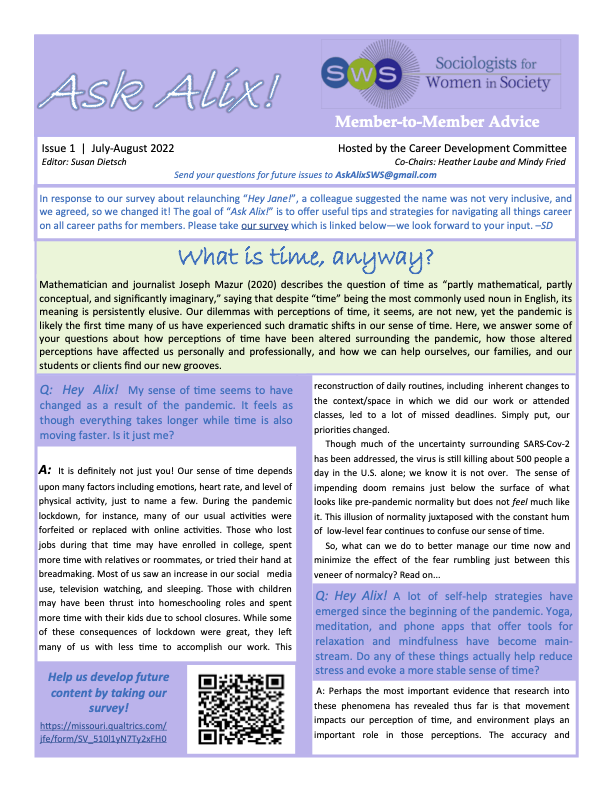 Ask Alix!
SWS
Sociologists for
Women in Society
Member-to-Member Advice
Issue 1 | July-August 2022
Hosted by the Career Development Committee
Editor: Susan Dietsch
Co-Chairs: Heather Laube and Mindy Fried
Send your questions for future issues to AskAlixSWS@gmail.com
In response to our survey about relaunching "Hey Jane!", a colleague suggested the name was not very inclusive, and
we agreed, so we changed it! The goal of "Ask Alix!" is to offer useful tips and strategies for navigating all things career
on all career paths for members. Please take our survey which is linked below—we look forward to your input. –SD
What is time, anyway?
Mathematician and journalist Joseph Mazur (2020) describes the question of time as "partly mathematical, partly
conceptual, and significantly imaginary," saying that despite "time" being the most commonly used noun in English, its
meaning is persistently elusive. Our dilemmas with perceptions of time, it seems, are not new, yet the pandemic is
likely the first time many of us have experienced such dramatic shifts in our sense of time. Here, we answer some of
your questions about how perceptions of time have been altered surrounding the pandemic, how those altered
perceptions have affected us personally and professionally, and how we can help ourselves, our families, and our
students or clients find our new grooves.
Q: Hey Alix! My sense of time seems to have
changed as a result of the pandemic. It feels as
though everything takes longer while time is also
moving faster. Is it just me?
A: It is definitely not just you! Our sense of time depends
upon many factors including emotions, heart rate, and level of
physical activity, just to name a few. During the pandemic
lockdown, for instance, many of our usual activities were
forfeited or replaced with online activities. Those who lost
jobs during that time may have enrolled in college, spent
more time with relatives or roommates, or tried their hand at
breadmaking. Most of us saw an increase in our social media
use, television watching, and sleeping. Those with children
may have been thrust into homeschooling roles and spent
more time with their kids due to school closures. While some
of these consequences of lockdown were great, they left
many of us with less time to accomplish our work. This
Help us develop future
content by taking our
survey!
https://missouri.qualtrics.com/
jfe/form/SV_510l1yN7Ty2xFH0
reconstruction of daily routines, including inherent changes to
the context/space in which we did our work or attended
classes, led to a lot of missed deadlines. Simply put, our
priorities changed.
Though much of the uncertainty surrounding SARS-Cov-2
has been addressed, the virus is still killing about 500 people a
day in the U.S. alone; we know it is not over. The sense of
impending doom remains just below the surface of what
looks like pre-pandemic normality but does not feel much like
it. This illusion of normality juxtaposed with the constant hum
of low-level fear continues to confuse our sense of time.
So, what can we do to better manage our time now and
minimize the effect of the fear rumbling just between this
veneer of normalcy? Read on...
Q: Hey Alix! A lot of self-help strategies have
emerged since the beginning of the pandemic. Yoga,
meditation, and phone apps that offer tools for
relaxation and mindfulness have become main-
stream. Do any of these things actually help reduce
stress and evoke a more stable sense of time?
A: Perhaps the most important evidence that research into
these phenomena has revealed thus far is that movement
impacts our perception of time, and environment plays an
important role in those perceptions. The accuracy and